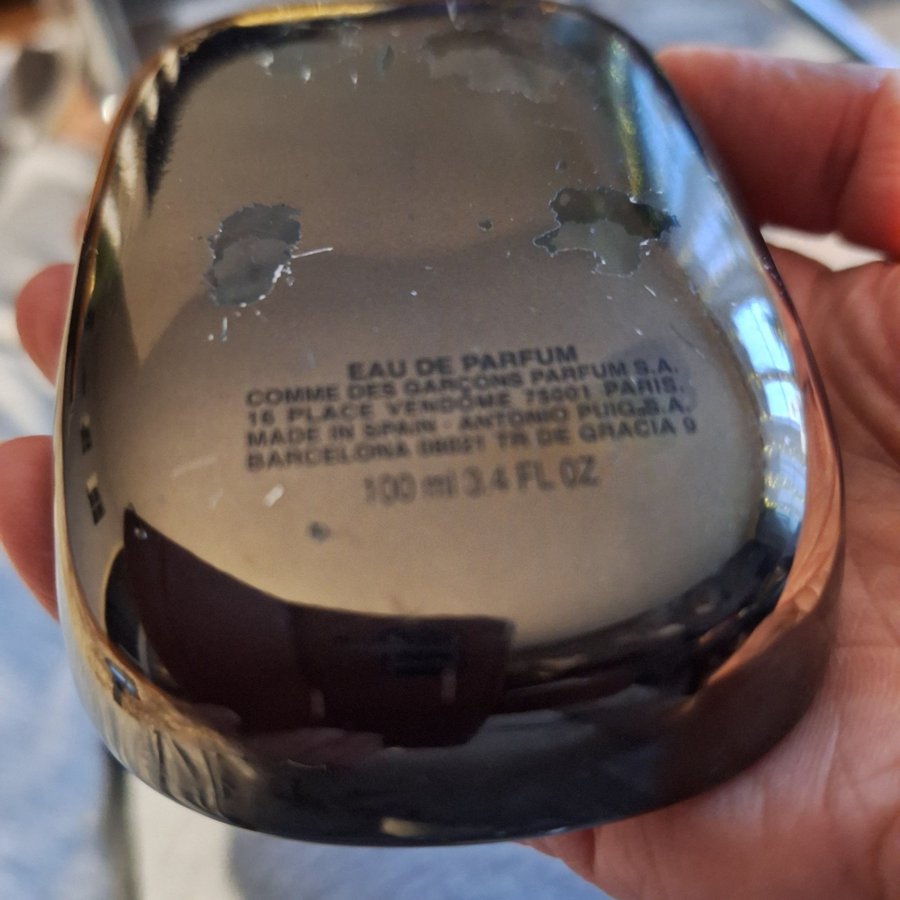 EAU DE PARFUM
COMME DES GARÇONS PARFUM S.A.
16 PLACE VENDÔME 75001 PARIS.
MADE IN SPAIN - ANTONIO PUIG, S.A.
BARCELONA 08021 TR DE GRACIA 9
100 ml 3.4 FL OZ